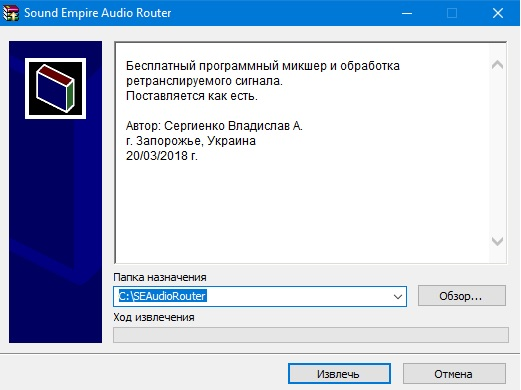 Sound Empire Audio Router
Бесплатный программный микшер и обработка
ретранслируемого сигнала.
Поставляется как есть.
Автор: Сергиенко Владислав А.
г. Запорожье, Украина
20/03/2018 г.
Папка назначения
C:\SEAudioRouter
Обзор...
Ход извлечения
Извлечь
Отмена